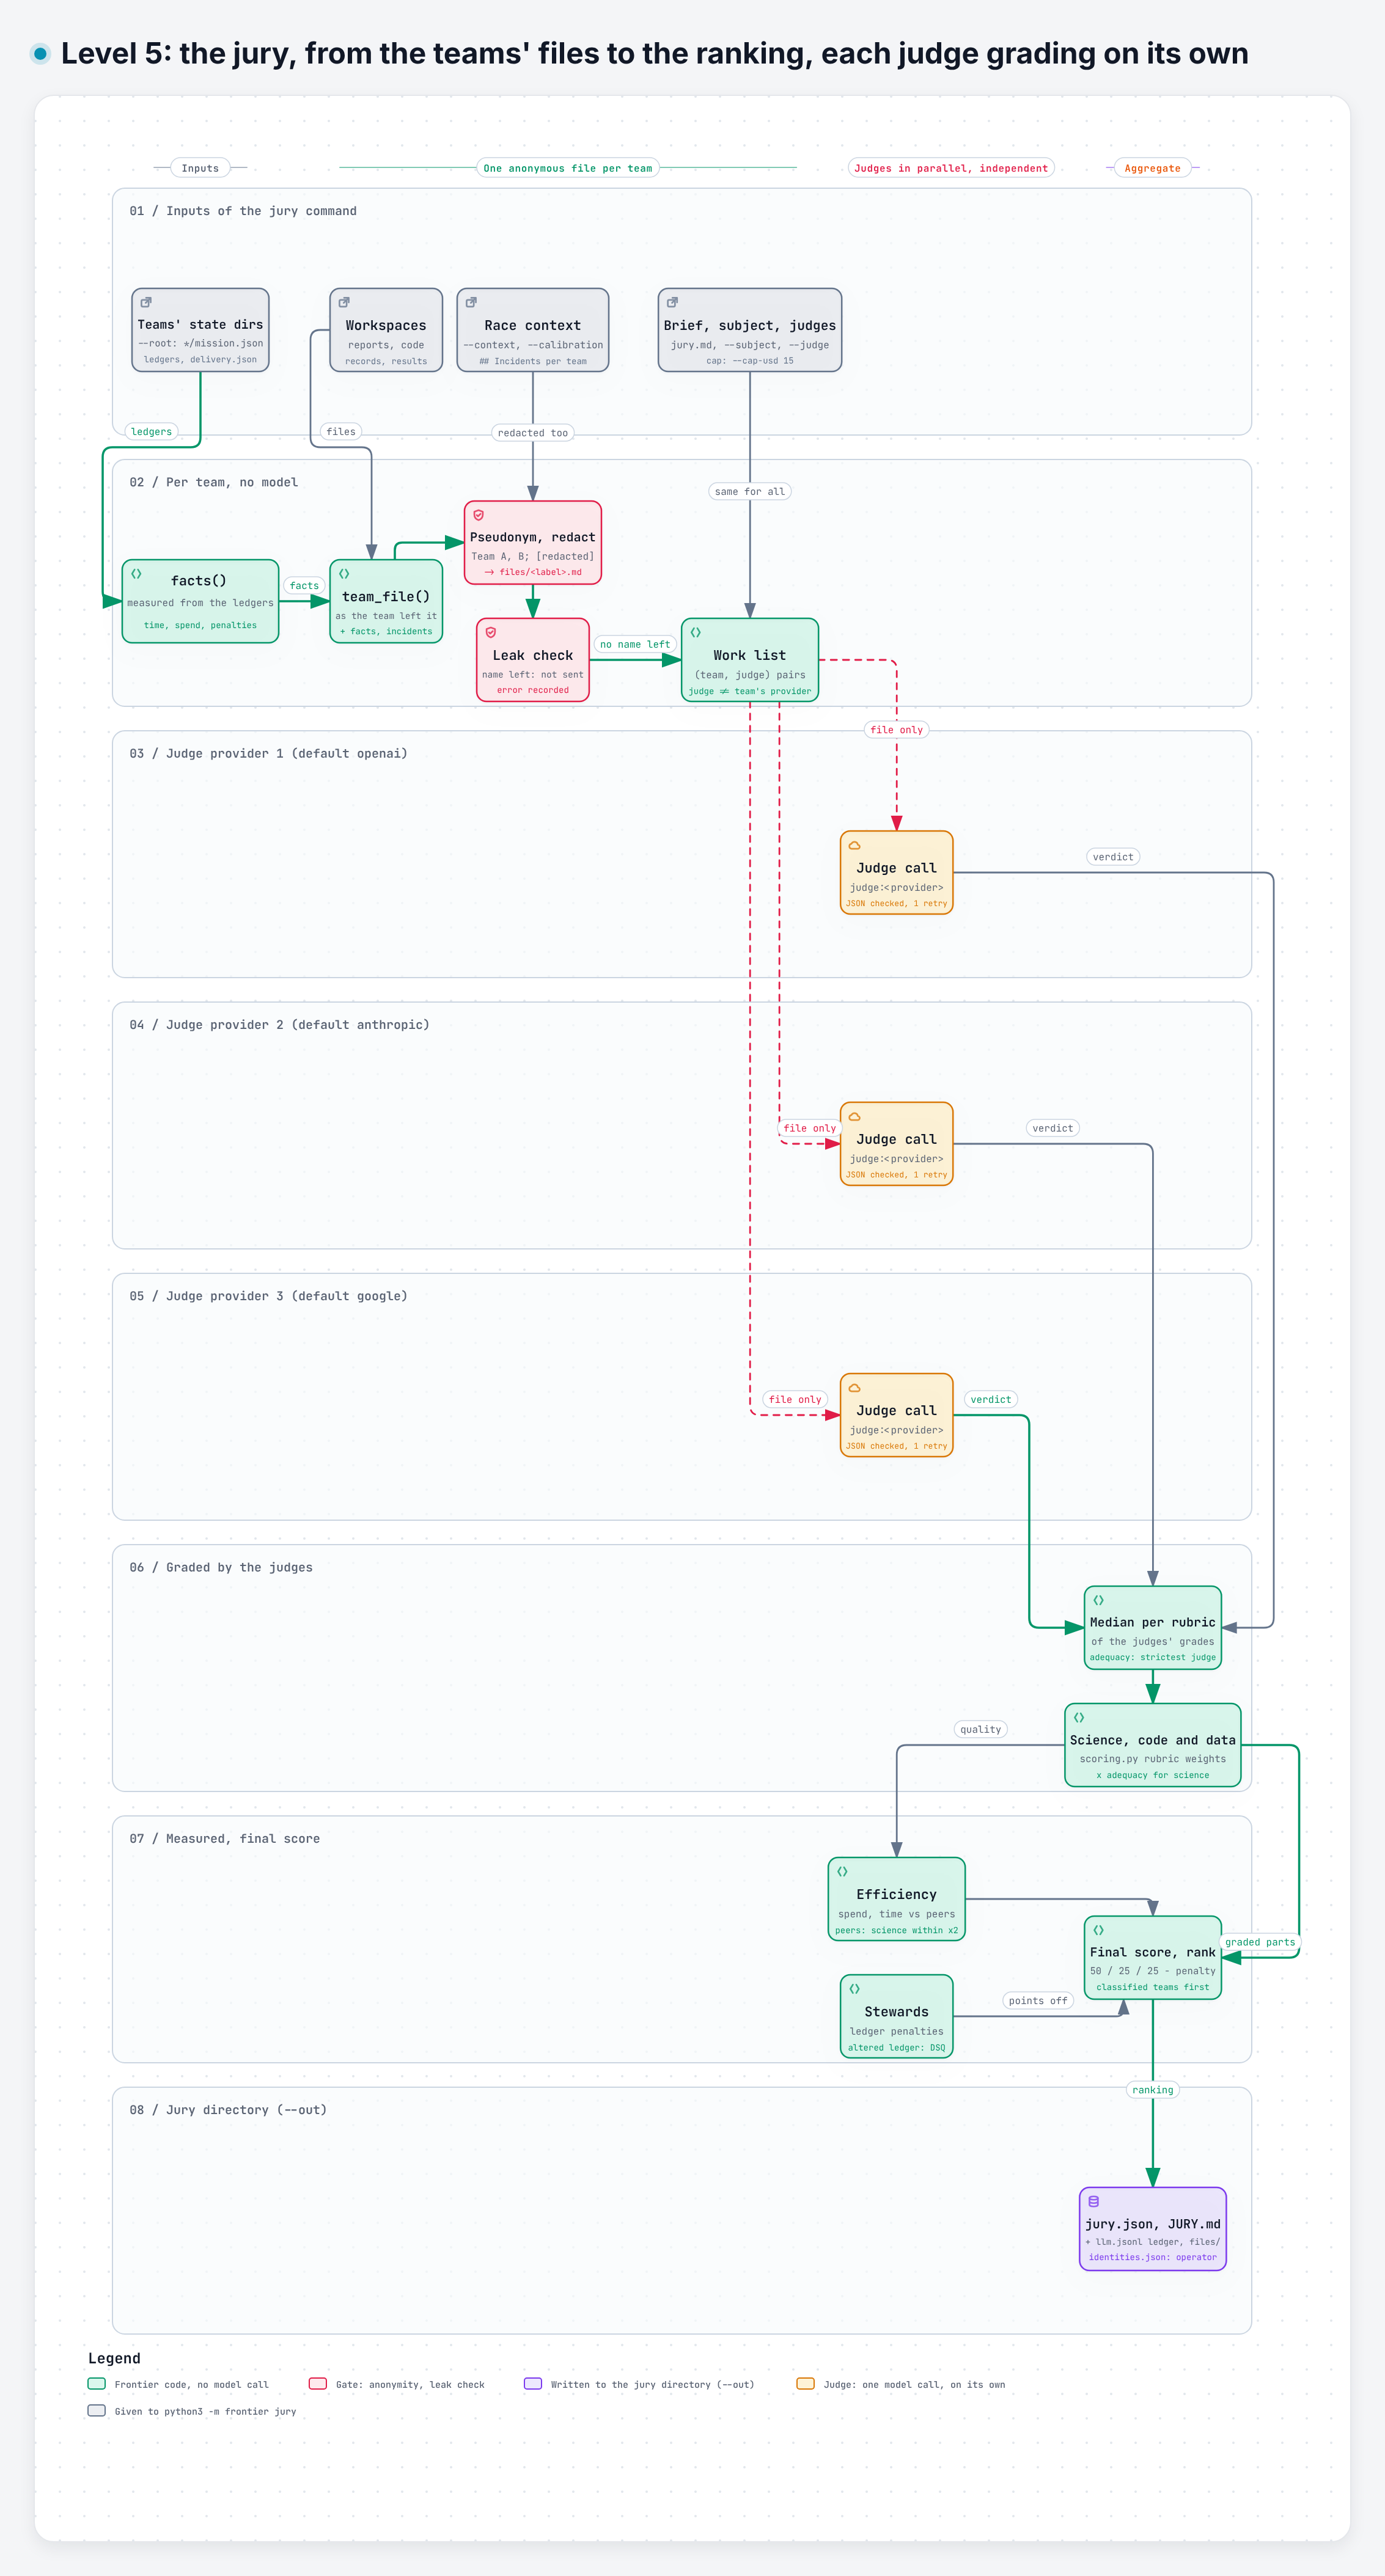 Level 5: the jury, from the teams' files to the ranking, each judge grading on its own
Inputs
One anonymous file per team
Judges in parallel, independent
Aggregate
01 / Inputs of the jury command
Teams' state dirs
--root: */mission.json
ledgers, delivery.json
Workspaces
reports, code
records, results
Race context
--context, --calibration
## Incidents per team
Brief, subject, judges
jury.md, --subject, --judge
cap: --cap-usd 15
ledgers
files
redacted too
same for all
02 / Per team, no model
facts()
measured from the ledgers
time, spend, penalties
facts
team_file()
as the team left it
+ facts, incidents
Pseudonym, redact
Team A, B; [redacted]
→ files/<label>.md
Leak check
name left: not sent
error recorded
no name left
Work list
(team, judge) pairs
judge ≠ team's provider
file only
03 / Judge provider 1 (default openai)
Judge call
judge:<provider>
JSON checked, 1 retry
verdict
04 / Judge provider 2 (default anthropic)
file only
Judge call
judge:<provider>
JSON checked, 1 retry
verdict
05 / Judge provider 3 (default google)
file only
Judge call
judge:<provider>
JSON checked, 1 retry
verdict
06 / Graded by the judges
Median per rubric
of the judges' grades
adequacy: strictest judge
Science, code and data
scoring.py rubric weights
x adequacy for science
quality
07 / Measured, final score
Efficiency
spend, time vs peers
peers: science within x2
Final score, rank
50 / 25 / 25 - penalty
classified teams first
graded parts
Stewards
ledger penalties
altered ledger: DSQ
points off
ranking
08 / Jury directory (--out)
jury.json, JURY.md
+ llm.jsonl ledger, files/
identities.json: operator
Legend
Frontier code, no model call
Gate: anonymity, leak check
Written to the jury directory (--out)
Judge: one model call, on its own
Given to python3 -m frontier jury